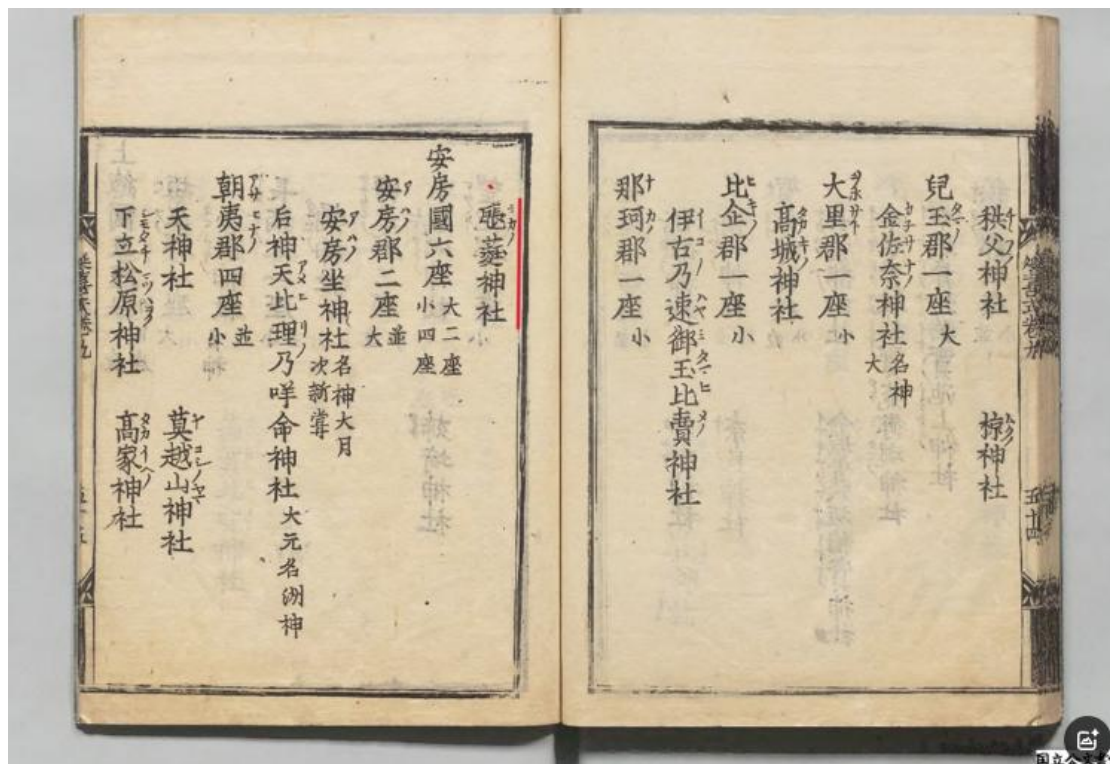 秩父神社 椋神社
兒玉郡一座大
金佐奈神社名神大
大里郡一座小
髙城神社
比企郡一座小
伊古乃速御玉比賣神社
那珂郡一座小
神社
安房國六座大二座小四座
安房郡二座並大
安房坐神社名神大月次新嘗
后神天比理乃咩命神社大元名洲神
朝夷郡四座並小
天神社 莫越山神社
下立松原神社 髙家神社
五十四